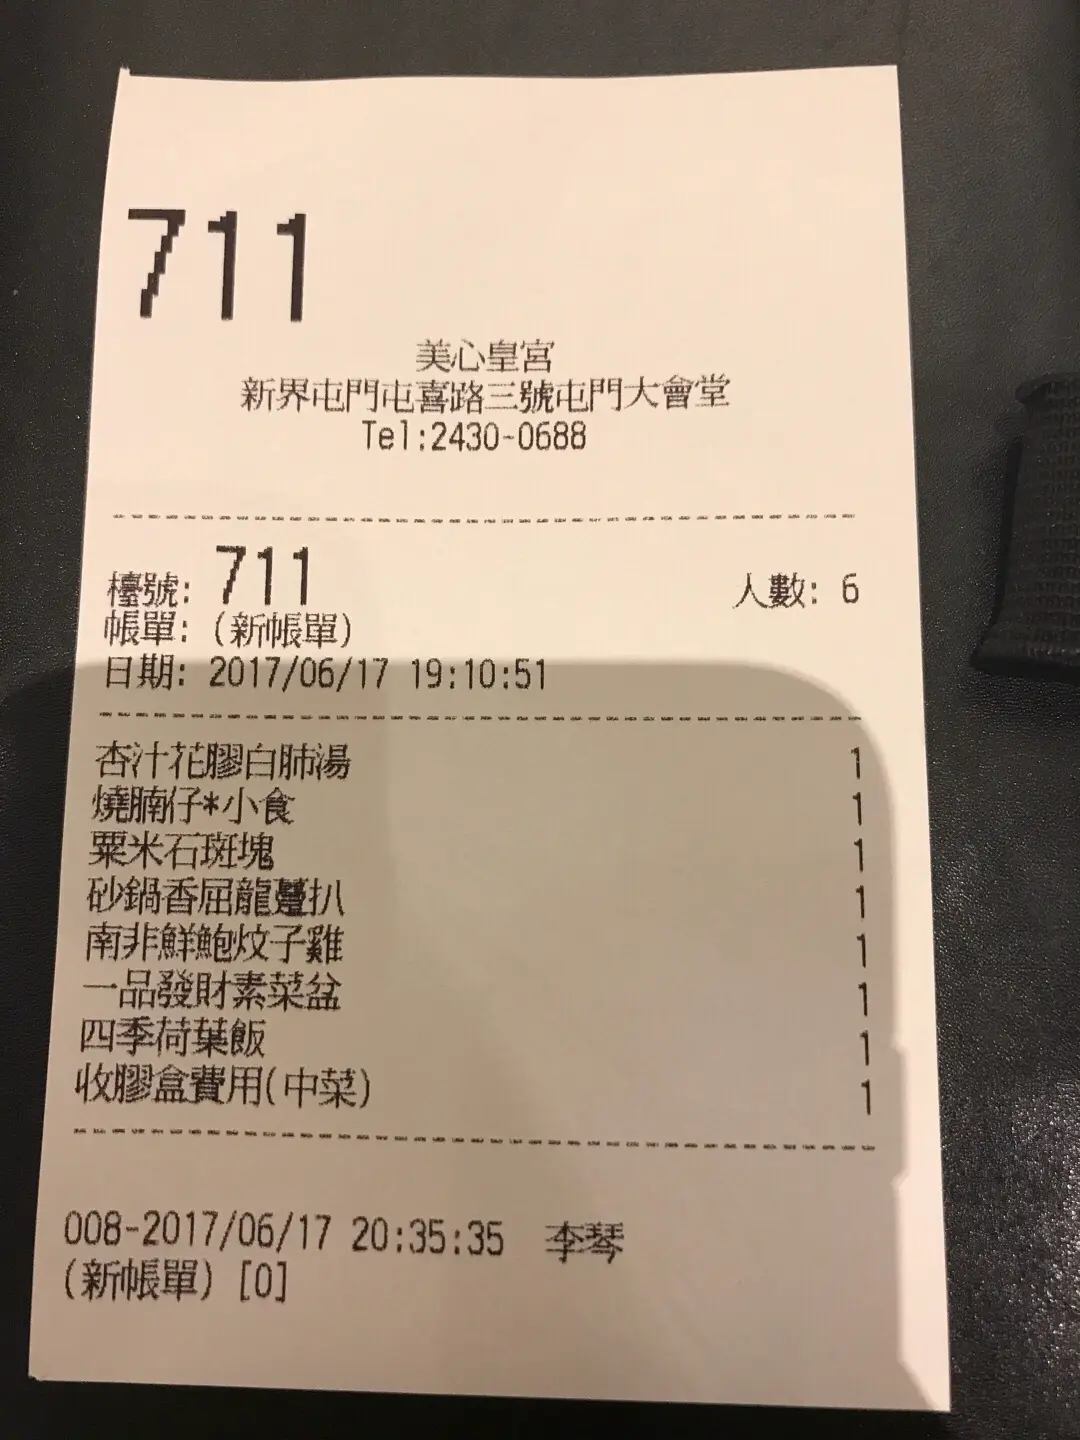 711
美心皇宮
新界屯門屯喜路三號屯門大會堂
Tel:2430-0688
檯號: 711 人數: 6
帳單: (新帳單)
日期: 2017/06/17 19:10:51
杏汁花膠白肺湯 1
燒腩仔*小食 1
粟米石斑塊 1
砂鍋香屈龍躉扒 1
南非鮮鮑炆子雞 1
一品發財素菜盆 1
四季荷葉飯 1
收膠盒費用(中菜) 1
008-2017/06/17 20:35:35 李琴
(新帳單) [0]